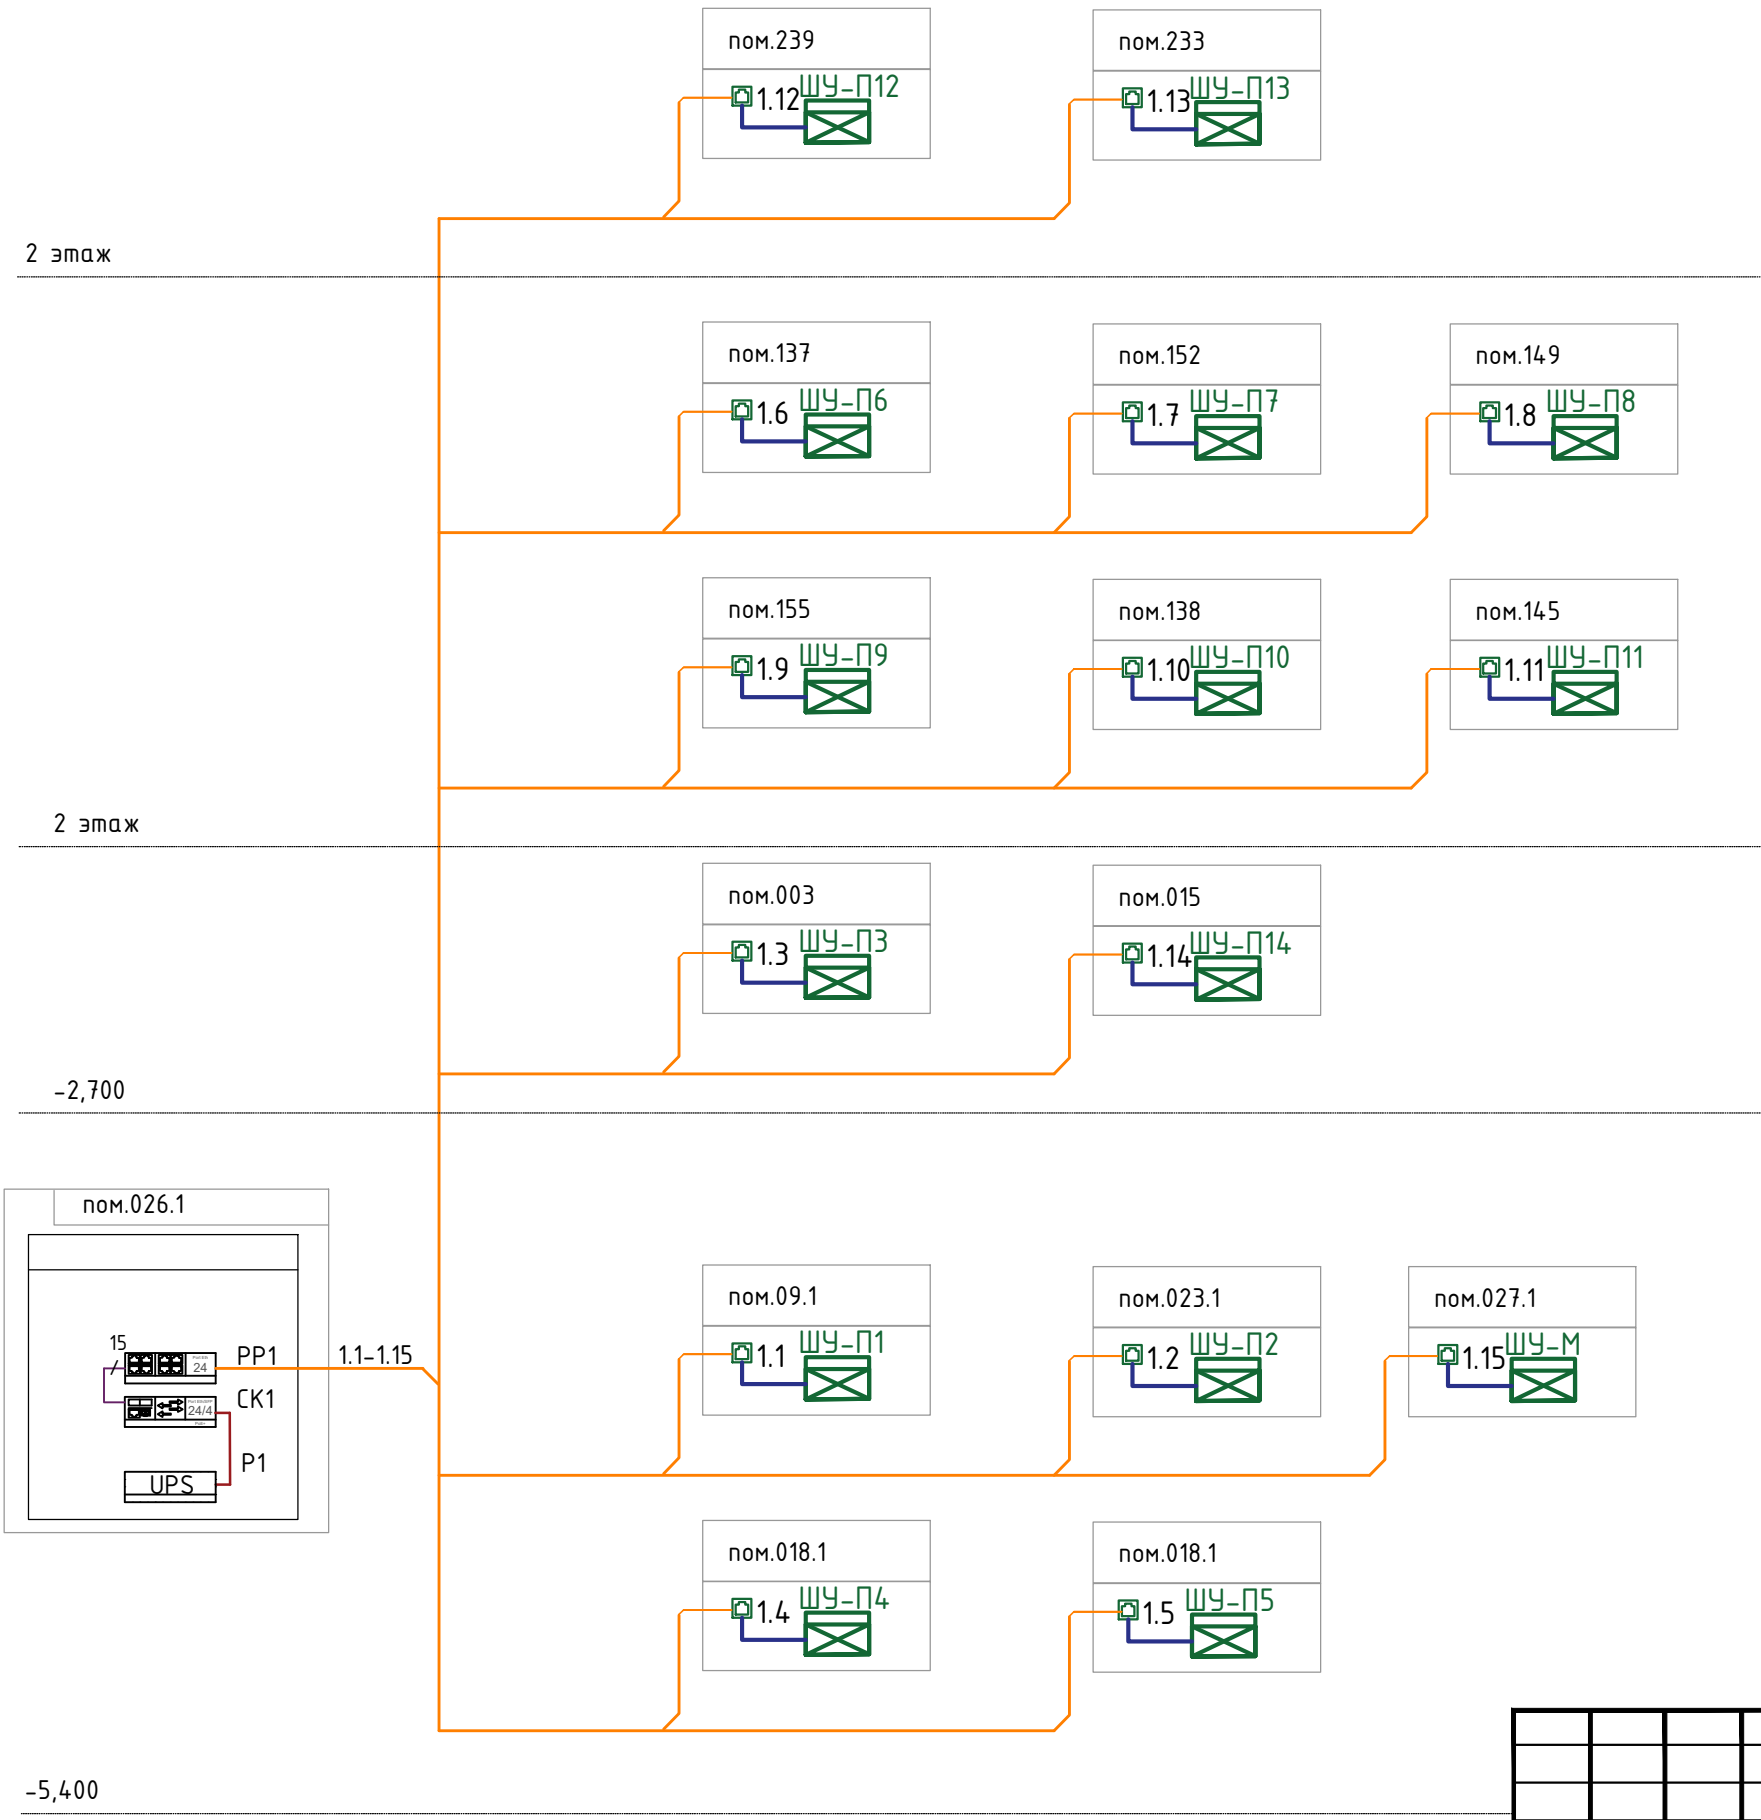 пом.239
пом.233
1.12 ШУ-П12
1.13 ШУ-П13
2 этаж
пом.137
пом.152
пом.149
1.6 ШУ-П6
1.7 ШУ-П7
1.8 ШУ-П8
пом.155
пом.138
пом.145
1.9 ШУ-П9
1.10 ШУ-П10
1.11 ШУ-П11
2 этаж
пом.003
пом.015
1.3 ШУ-П3
1.14 ШУ-П14
-2,700
пом.026.1
пом.09.1
пом.023.1
пом.027.1
15
24
PP1
1.1-1.15
1.1 ШУ-П1
1.2 ШУ-П2
1.15 ШУ-М
24/4
СК1
P1
UPS
пом.018.1
пом.018.1
1.4 ШУ-П4
1.5 ШУ-П5
-5,400